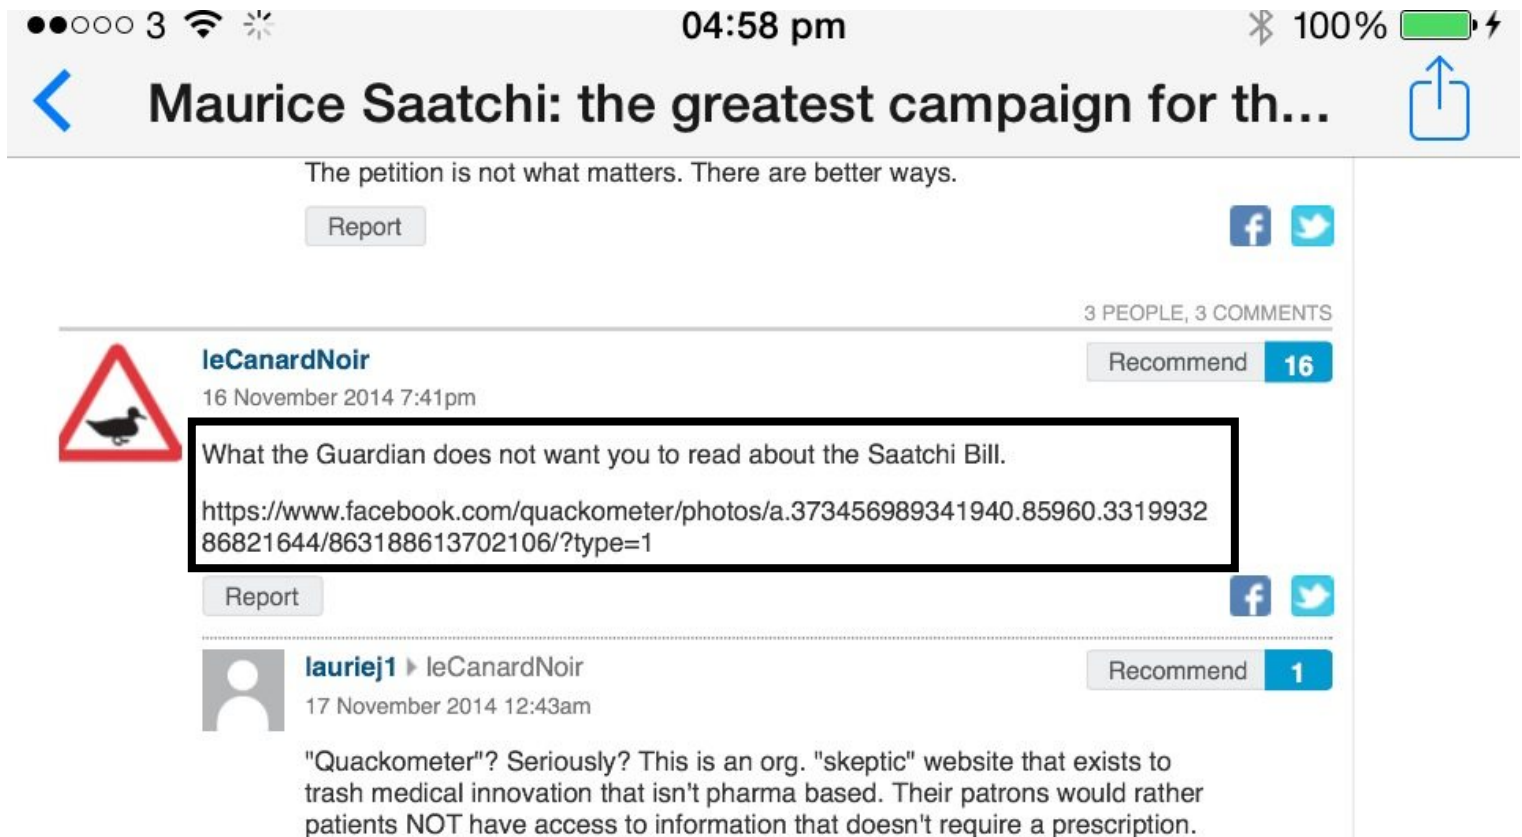 3 04:58 pm 100%
Maurice Saatchi: the greatest campaign for th...
The petition is not what matters. There are better ways.
Report
3 PEOPLE, 3 COMMENTS
leCanardNoir
Recommend 16
16 November 2014 7:41pm
What the Guardian does not want you to read about the Saatchi Bill.
https://www.facebook.com/quackometer/photos/a.373456989341940.85960.3319932
86821644/863188613702106/?type=1
Report
lauriej1 leCanardNoir
Recommend 1
17 November 2014 12:43am
"Quackometer"? Seriously? This is an org. "skeptic" website that exists to
trash medical innovation that isn't pharma based. Their patrons would rather
patients NOT have access to information that doesn't require a prescription.